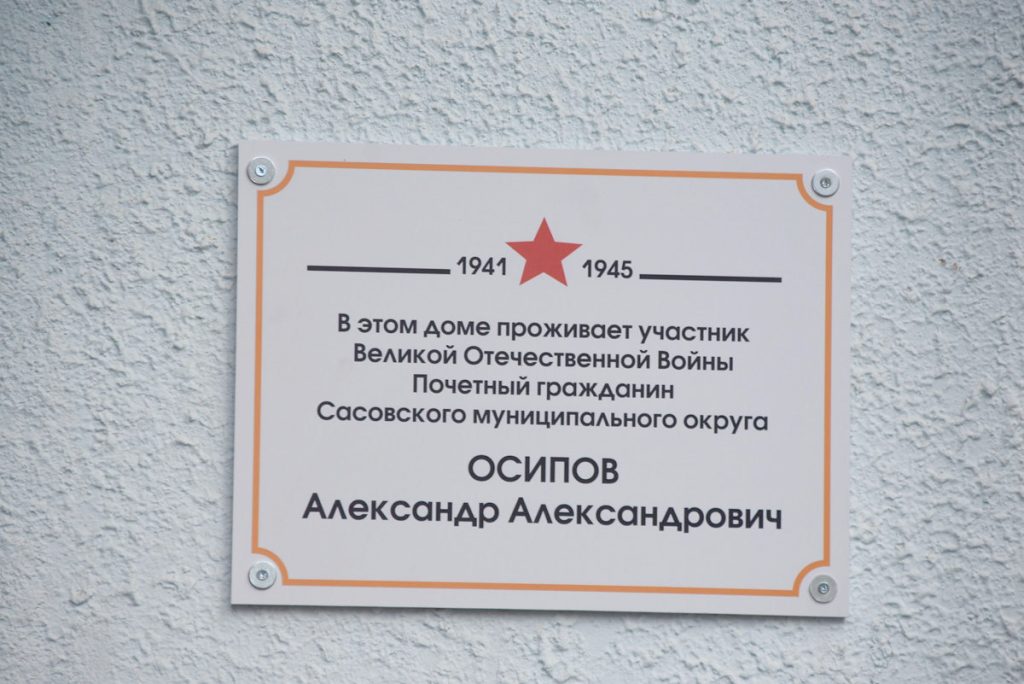 1941 1945
В этом доме проживает участник
Великой Отечественной Войны
Почетный гражданин
Сасовского муниципального округа
ОСИПОВ
Александр Александрович